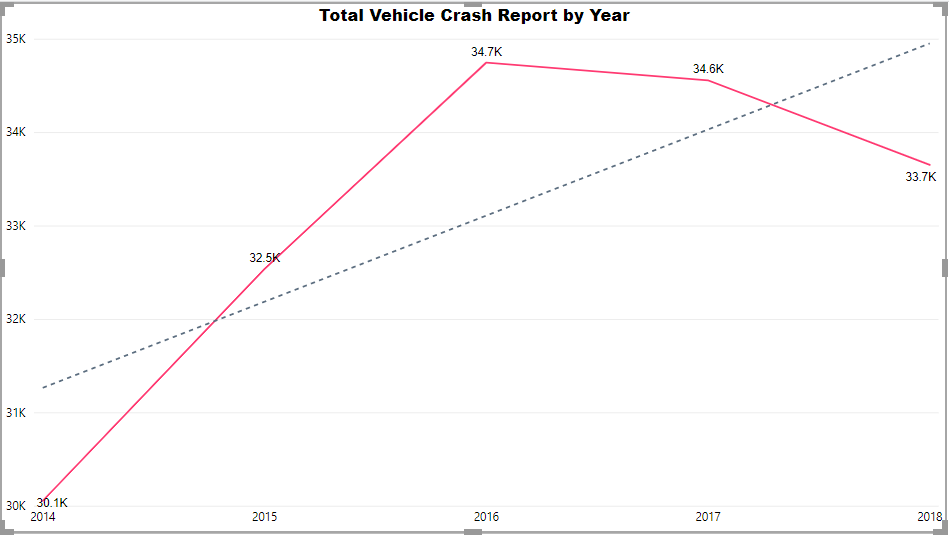 Total Vehicle Crash Report by Year
35K
34.7K
34.6K
34K
33.7K
33K
32.5K
32K
31K
30K
30.1K
2014 2015 2016 2017 2018